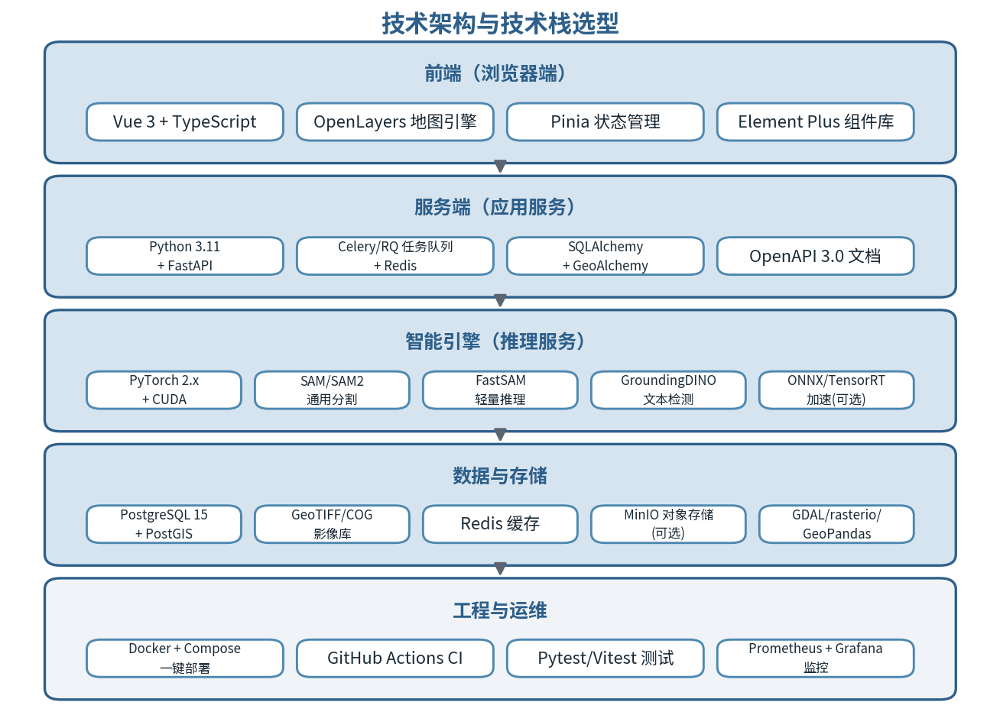 技术架构与技术栈选型
前端（浏览器端）
Vue 3 + TypeScript
OpenLayers 地图引擎
Pinia 状态管理
Element Plus 组件库
服务端（应用服务）
Python 3.11
+ FastAPI
Celery/RQ 任务队列
+ Redis
SQLAlchemy
+ GeoAlchemy
OpenAPI 3.0 文档
智能引擎（推理服务）
PyTorch 2.x
+ CUDA
SAM/SAM2
通用分割
FastSAM
轻量推理
GroundingDINO
文本检测
ONNX/TensorRT
加速(可选)
数据与存储
PostgreSQL 15
+ PostGIS
GeoTIFF/COG
影像库
Redis 缓存
MinIO 对象存储
(可选)
GDAL/rasterio/
GeoPandas
工程与运维
Docker + Compose
一键部署
GitHub Actions CI
Pytest/Vitest 测试
Prometheus + Grafana
监控